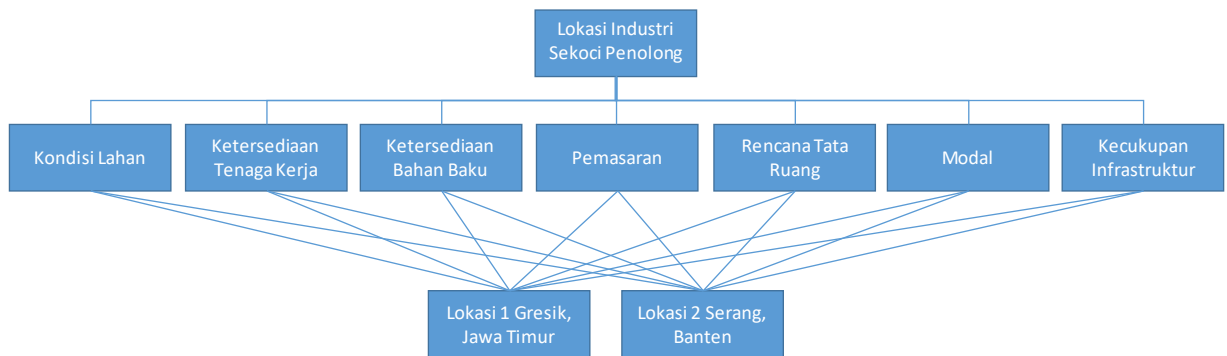 Lokasi Industri
Sekoci Penolong
Kondisi Lahan
Ketersediaan
Tenaga Kerja
Ketersediaan
Bahan Baku
Pemasaran
Rencana Tata
Ruang
Modal
Kecukupan
Infrastruktur
Lokasi 1 Gresik,
Jawa Timur
Lokasi 2 Serang,
Banten